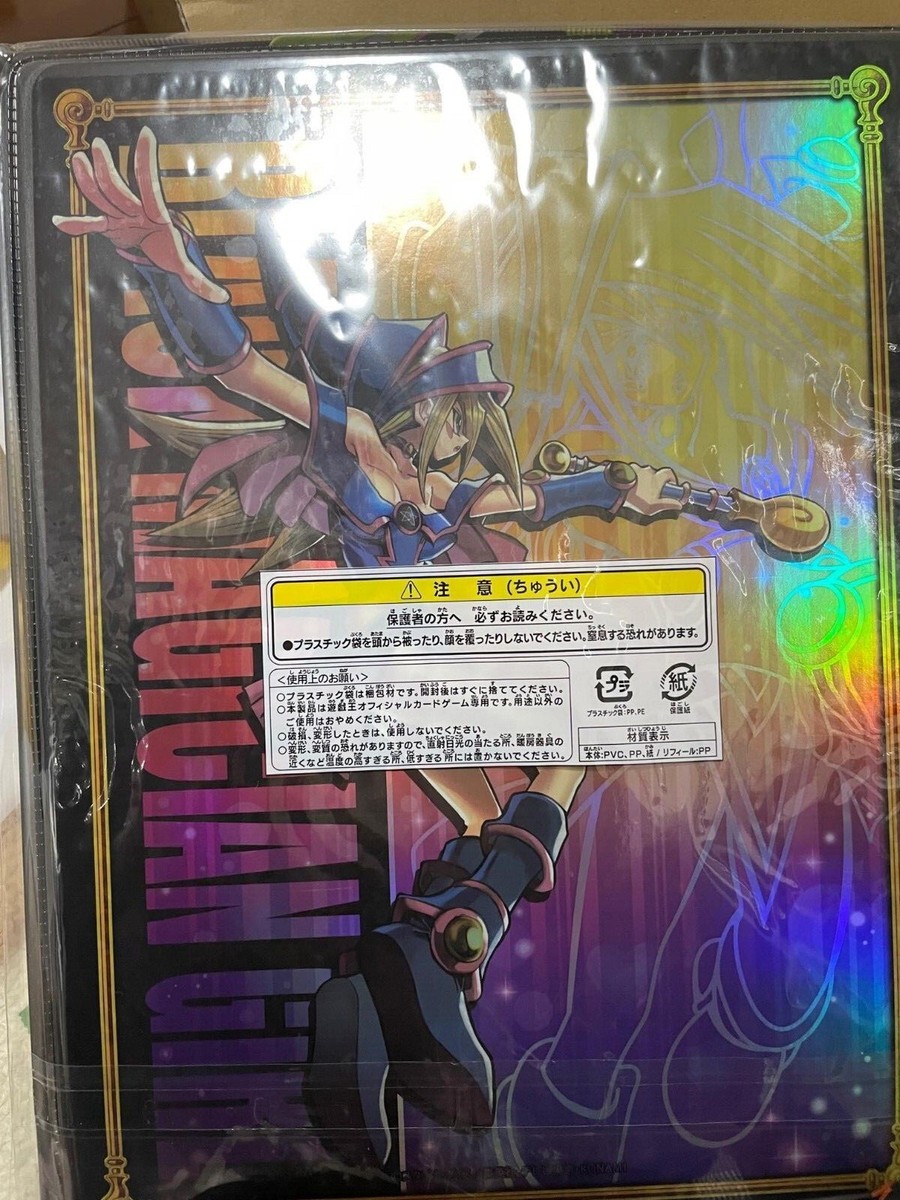 BLACK MAGICIAN GIRL
⚠ 注 意 (ちゅうい)
保護者の方へ 必ずお読みください。
●プラスチック袋を頭から被ったり、顔を覆ったりしないでください。窒息する恐れがあります。
<使用上のお願い>
○プラスチック袋は梱包材です。開封後はすぐに捨ててください。
○本製品は遊戯王オフィシャルカードゲーム専用です。用途以外の
ご使用はおやめください。
○破損、変形したときは、使用しないでください。
○変形、変質の恐れがありますので、直射日光の当たる所、暖房器具の
近くなど温度の高すぎる所、低すぎる所には置かないでください。
プラ
プラスチック袋:PP,PE
紙
保護紙
材質表示
本体:PVC、PP、紙 / リフィール:PP
KONAMI